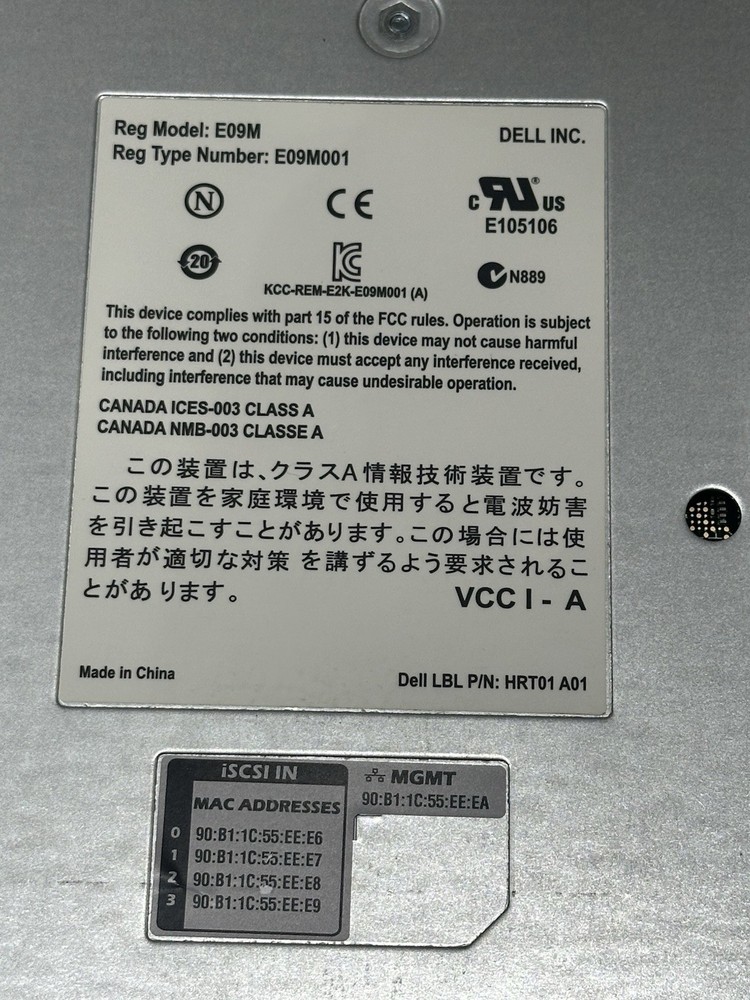 Reg Model: E09M
DELL INC.
Reg Type Number: E09M001
N
CE
c RU® US
E105106
20
KC
N889
KCC-REM-E2K-E09M001 (A)
This device complies with part 15 of the FCC rules. Operation is subject
to the following two conditions: (1) this device may not cause harmful
interference and (2) this device must accept any interference received,
including interference that may cause undesirable operation.
CANADA ICES-003 CLASS A
CANADA NMB-003 CLASSE A
この装置は、クラスA情報技術装置です。
この装置を家庭環境で使用すると電波妨害
を引き起こすことがあります。この場合には使
用者が適切な対策 を講ずるよう要求されるこ
とがあ ります。
VCC I - A
Made in China
Dell LBL P/N: HRT01 A01
iSCSI IN
MGMT
MAC ADDRESSES
90:B1:1C:55:EE:EA
0 90:B1:1C:55:EE:E6
1 90:B1:1C:55:EE:E7
2 90:B1:1C:55:EE:E8
3 90:B1:1C:55:EE:E9